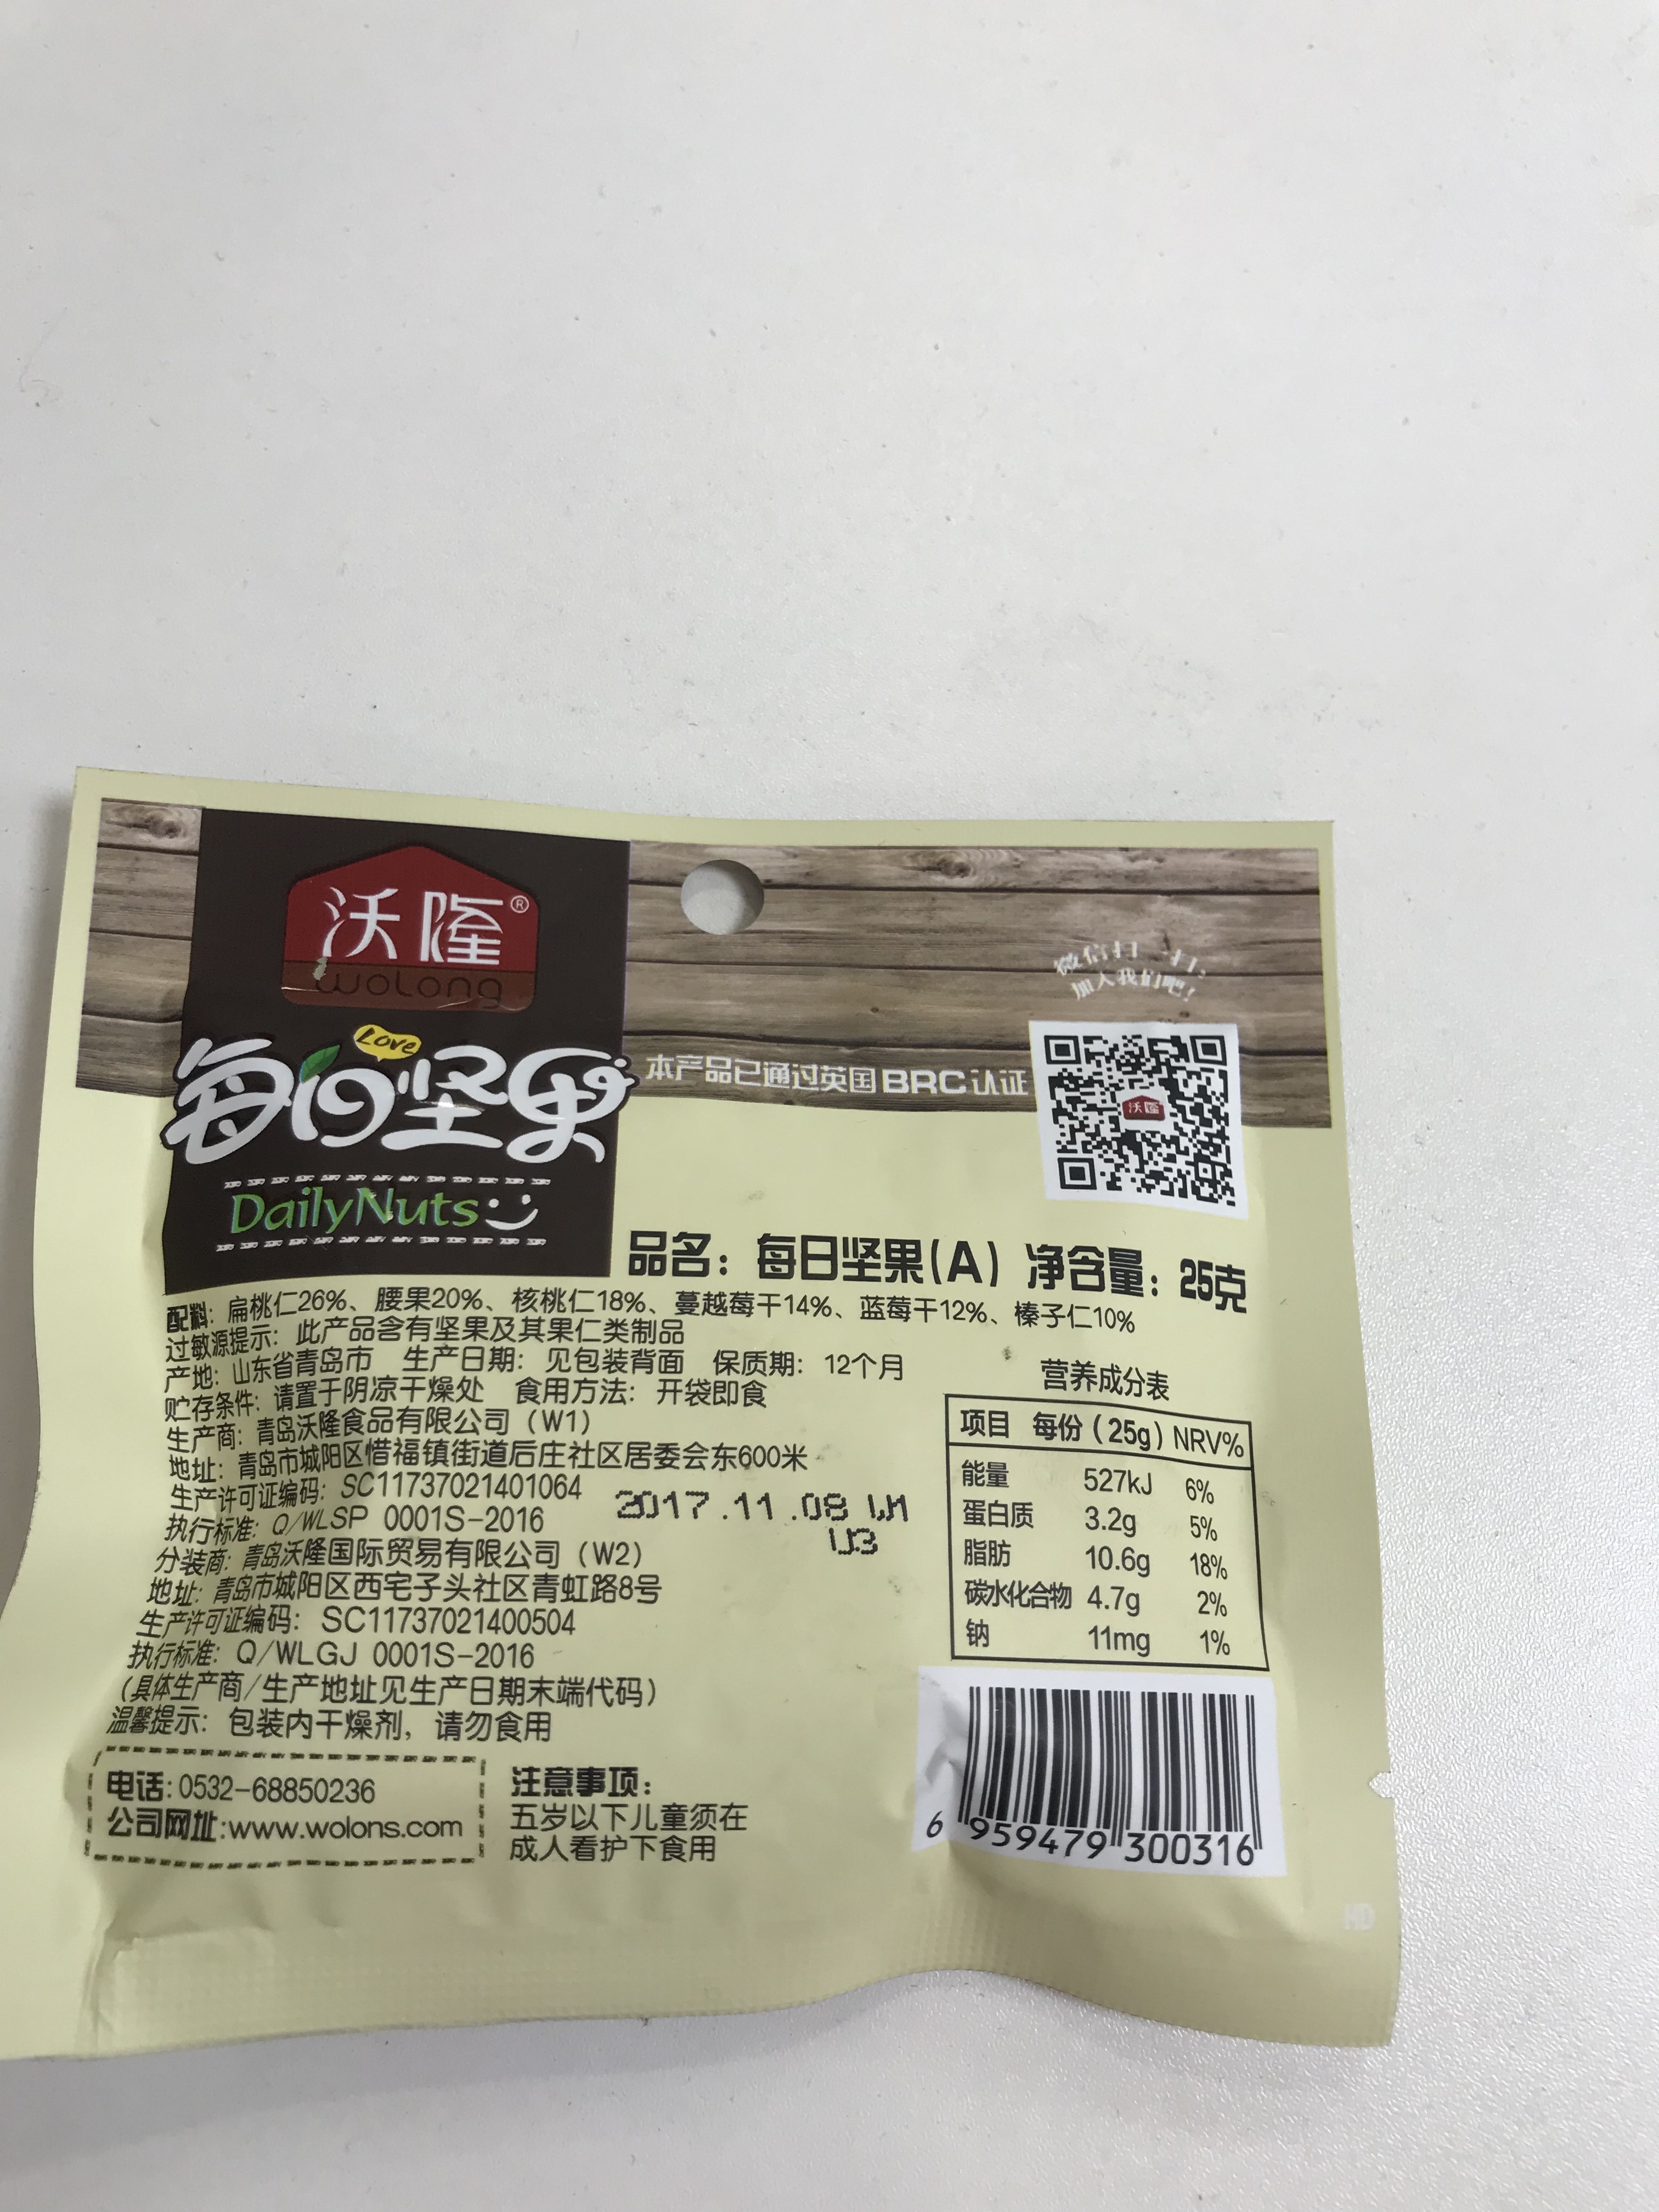 沃隆®
woLong
Love
每日坚果
DailyNuts
微信扫一扫,
加入我们吧!
本产品已通过英国BRC认证
沃隆
品名：每日坚果(A) 净含量：25克
配料：扁桃仁26%、腰果20%、核桃仁18%、蔓越莓干14%、蓝莓干12%、榛子仁10%
过敏源提示：此产品含有坚果及其果仁类制品
产地：山东省青岛市 生产日期：见包装背面 保质期：12个月
贮存条件：请置于阴凉干燥处 食用方法：开袋即食
生产商：青岛沃隆食品有限公司（W1）
地址：青岛市城阳区惜福镇街道后庄社区居委会东600米
生产许可证编码：SC11737021401064
执行标准：Q/WLSP 0001S-2016
分装商：青岛沃隆国际贸易有限公司（W2）
地址：青岛市城阳区西宅子头社区青虹路8号
生产许可证编码：SC11737021400504
执行标准：Q/WLGJ 0001S-2016
（具体生产商/生产地址见生产日期末端代码）
温馨提示：包装内干燥剂，请勿食用
2017.11.08
电话:0532-68850236
公司网址:www.wolons.com
注意事项：
五岁以下儿童须在
成人看护下食用
营养成分表
项目 每份（25g）NRV%
能量 527kJ 6%
蛋白质 3.2g 5%
脂肪 10.6g 18%
碳水化合物 4.7g 2%
钠 11mg 1%
6 959479 300316
HD